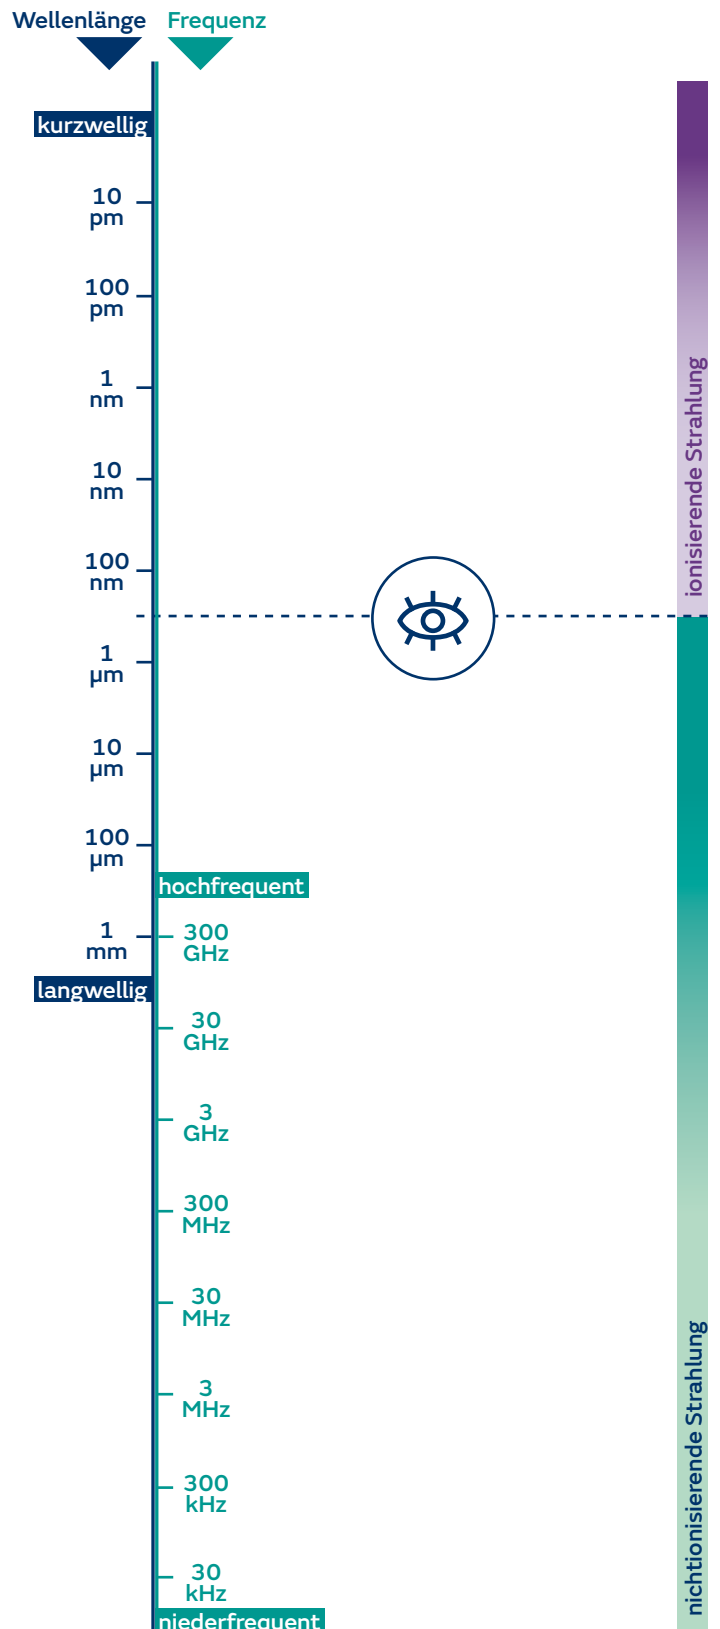 Wellenlänge Frequenz
kurzwellig
10
pm
100
pm
1
nm
10
nm
100
nm
1
µm
10
µm
100
µm
hochfrequent
1
mm
300
GHz
langwellig
30
GHz
3
GHz
300
MHz
30
MHz
3
MHz
300
kHz
30
kHz
niederfrequent
ionisierende Strahlung
nichtionisierende Strahlung